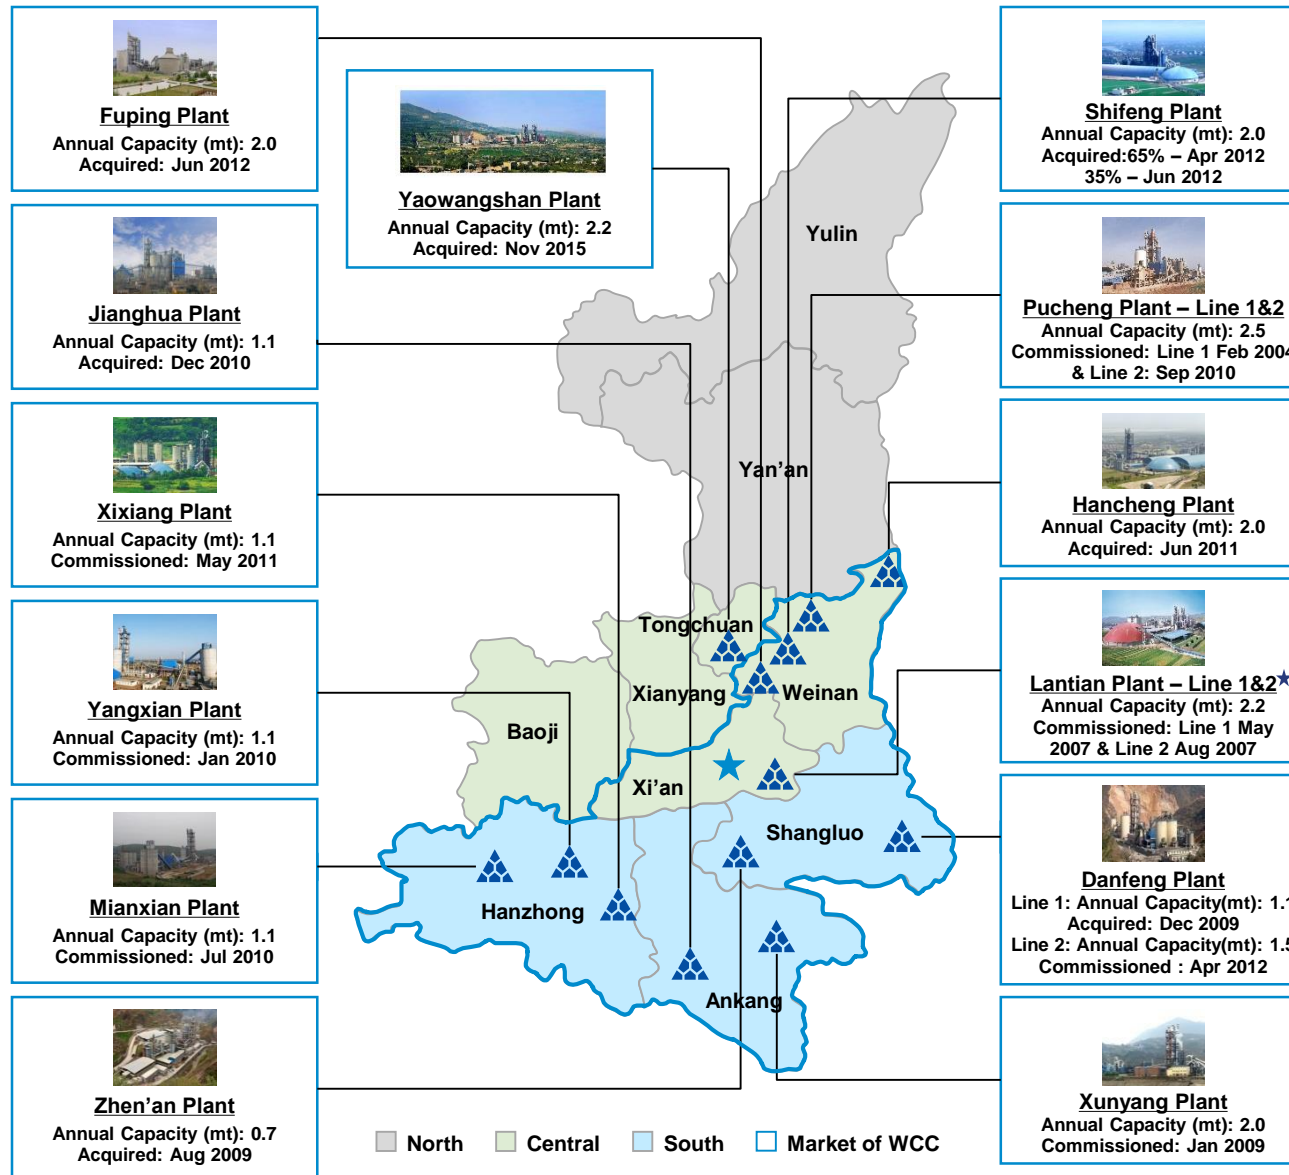 Fuping Plant
Annual Capacity (mt): 2.0
Acquired: Jun 2012
Jianghua Plant
Annual Capacity (mt): 1.1
Acquired: Dec 2010
Xixiang Plant
Annual Capacity (mt): 1.1
Commissioned: May 2011
Yangxian Plant
Annual Capacity (mt): 1.1
Commissioned: Jan 2010
Mianxian Plant
Annual Capacity (mt): 1.1
Commissioned: Jul 2010
Zhen'an Plant
Annual Capacity (mt): 0.7
Acquired: Aug 2009
Yaowangshan Plant
Annual Capacity (mt): 2.2
Acquired: Nov 2015
Yulin
Yan'an
Tongchuan
Xianyang
Weinan
Baoji
Xi'an
Shangluo
Hanzhong
Ankang
North
Central
South
Market of WCC
Shifeng Plant
Annual Capacity (mt): 2.0
Acquired:65% – Apr 2012
35% – Jun 2012
Pucheng Plant – Line 1&2
Annual Capacity (mt): 2.5
Commissioned: Line 1 Feb 2004
& Line 2: Sep 2010
Hancheng Plant
Annual Capacity (mt): 2.0
Acquired: Jun 2011
Lantian Plant – Line 1&2
Annual Capacity (mt): 2.2
Commissioned: Line 1 May
2007 & Line 2 Aug 2007
Danfeng Plant
Line 1: Annual Capacity(mt): 1.1
Acquired: Dec 2009
Line 2: Annual Capacity(mt): 1.5
Commissioned : Apr 2012
Xunyang Plant
Annual Capacity (mt): 2.0
Commissioned: Jan 2009